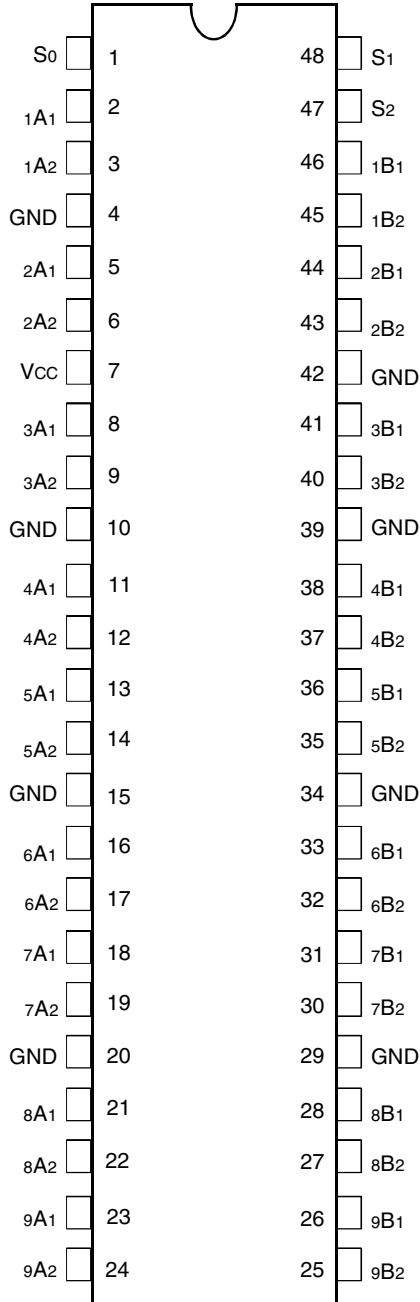 S0 1 48 S1
1A1 2 47 S2
1A2 3 46 1B1
GND 4 45 1B2
2A1 5 44 2B1
2A2 6 43 2B2
VCC 7 42 GND
3A1 8 41 3B1
3A2 9 40 3B2
GND 10 39 GND
4A1 11 38 4B1
4A2 12 37 4B2
5A1 13 36 5B1
5A2 14 35 5B2
GND 15 34 GND
6A1 16 33 6B1
6A2 17 32 6B2
7A1 18 31 7B1
7A2 19 30 7B2
GND 20 29 GND
8A1 21 28 8B1
8A2 22 27 8B2
9A1 23 26 9B1
9A2 24 25 9B2